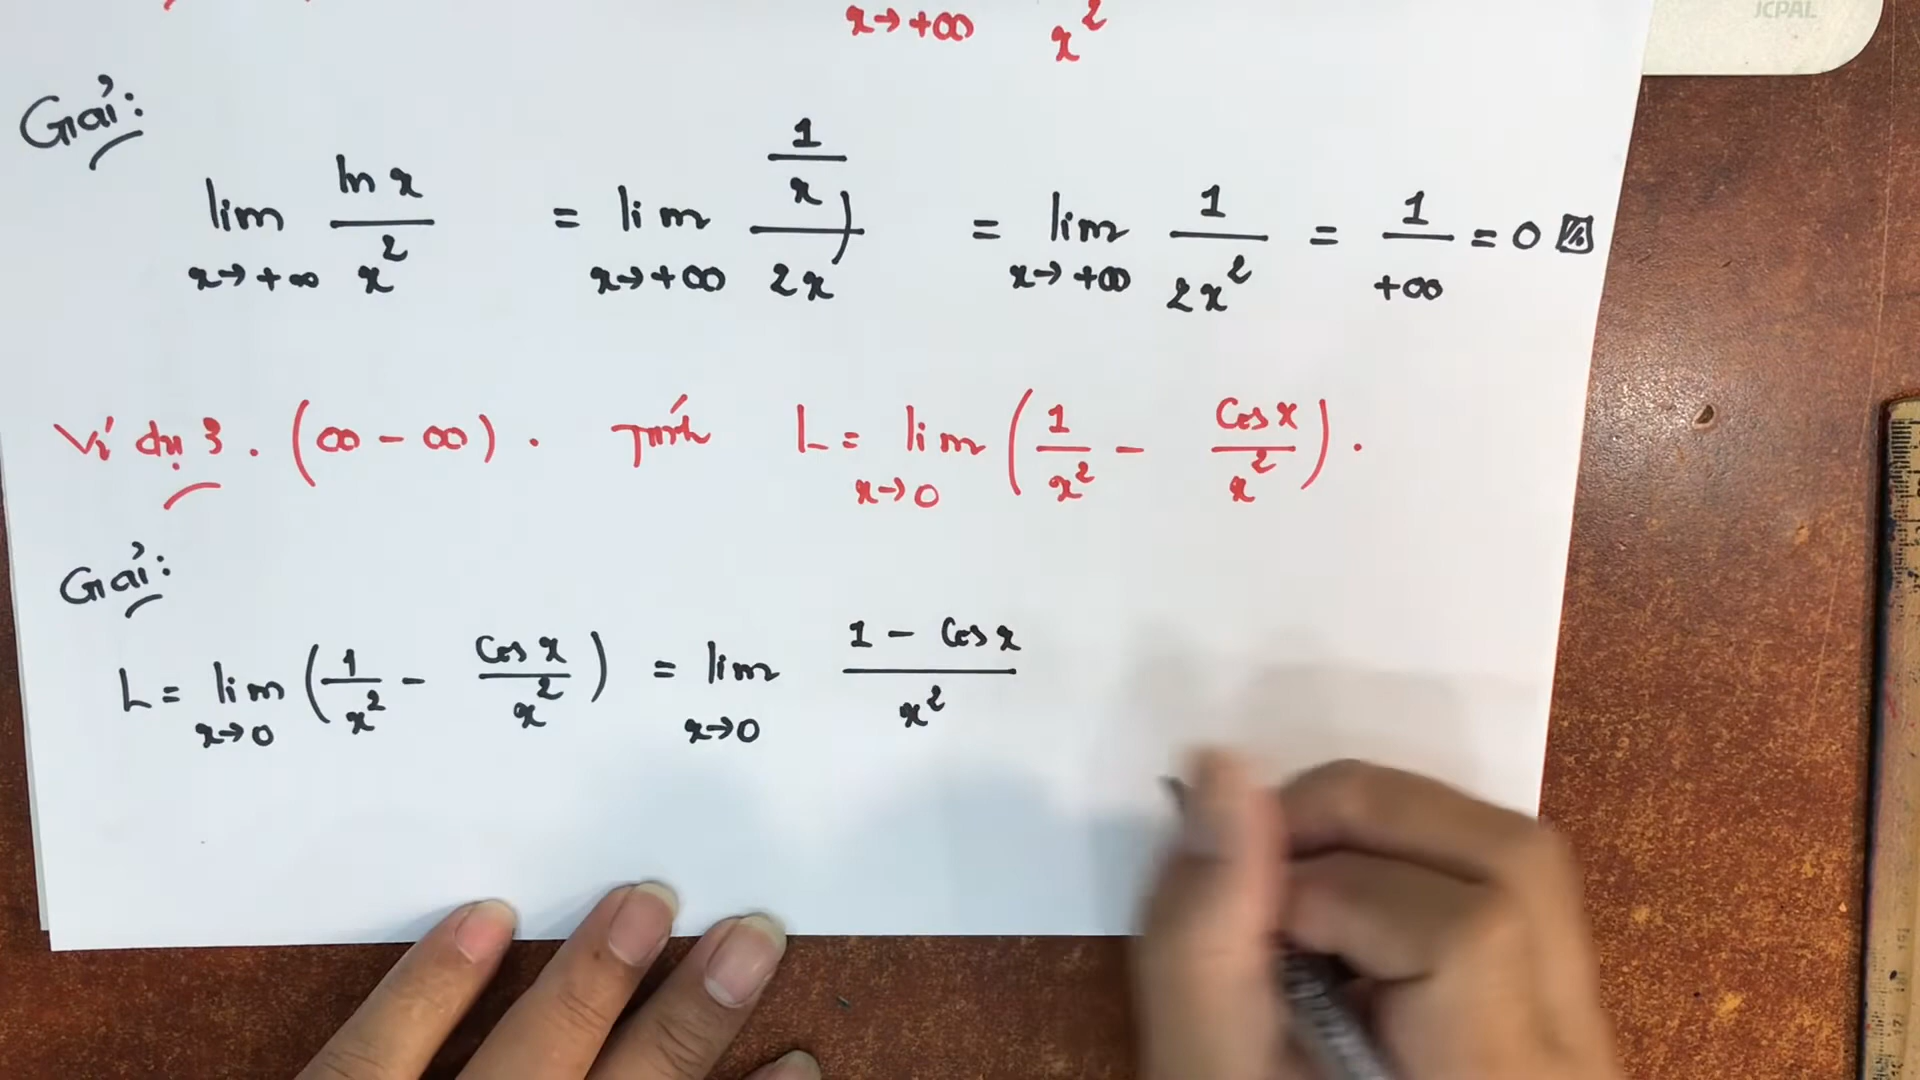 JCPAL
x→+∞ x²
Giải:
lim x→+∞ ln x / x² = lim x→+∞ (1/x) / 2x = lim x→+∞ 1 / 2x² = 1 / +∞ = 0
Ví dụ 3. (∞ - ∞). Tính L = lim x→0 (1/x² - cos x / x²).
Giải:
L = lim x→0 (1/x² - cos x / x²) = lim x→0 (1 - cos x) / x²